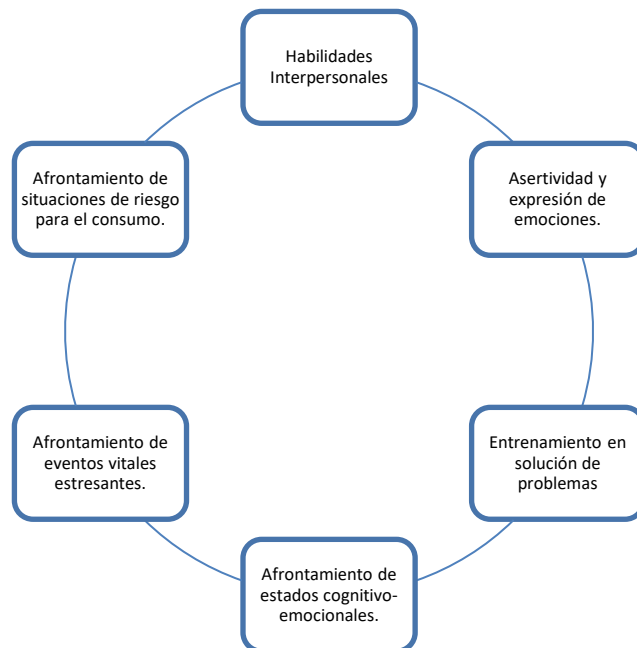 Habilidades
Interpersonales
Asertividad y
expresión de
emociones.
Entrenamiento en
solución de
problemas
Afrontamiento de
estados cognitivo-
emocionales.
Afrontamiento de
eventos vitales
estresantes.
Afrontamiento de
situaciones de riesgo
para el consumo.